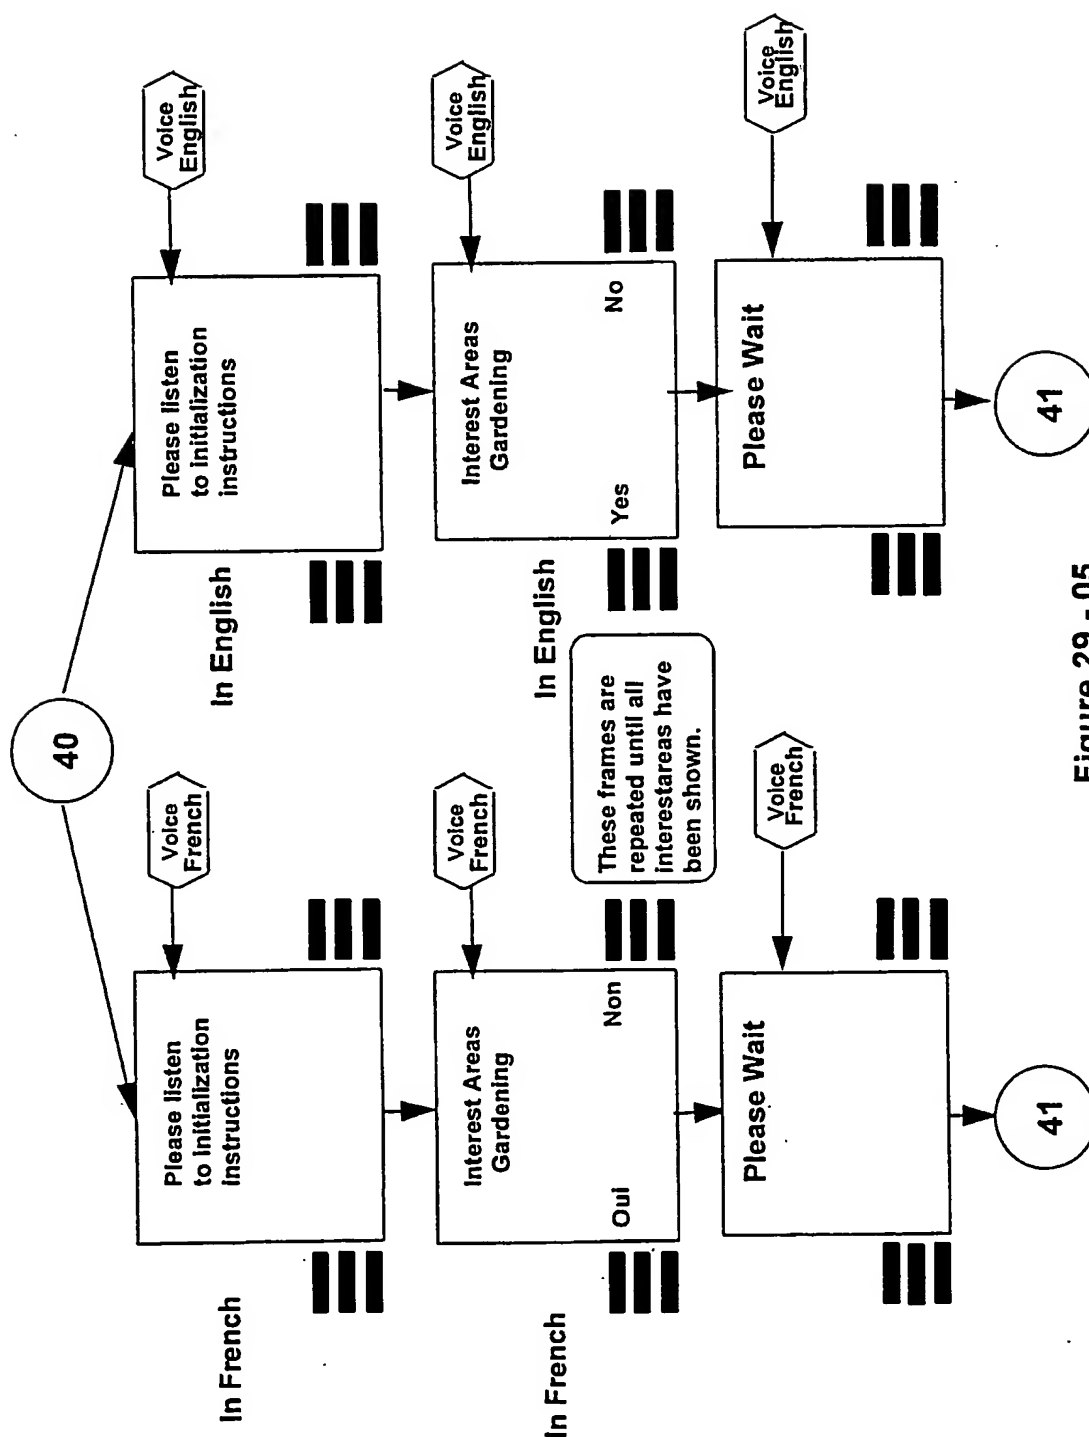 40
In French
Please listen
to initialization
instructions
Voice
French
In English
Please listen
to initialization
instructions
Voice
English
In French
Interest Areas
Gardening
Oui
Non
Voice
French
These frames are
repeated until all
interestareas have
been shown.
In English
Interest Areas
Gardening
Yes
No
Voice
English
Please Wait
Voice
French
Please Wait
Voice
English
41
41
Figure 29 - 05